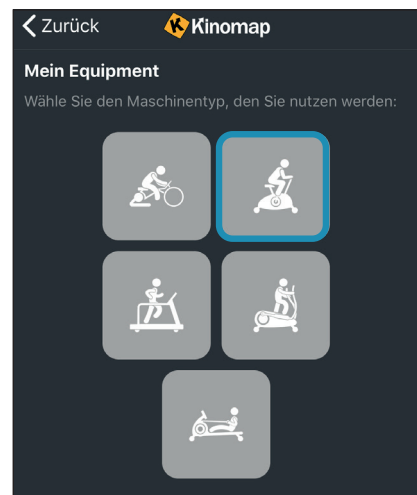 Zurück
Kinomap
Mein Equipment
Wähle Sie den Maschinentyp, den Sie nutzen werden: